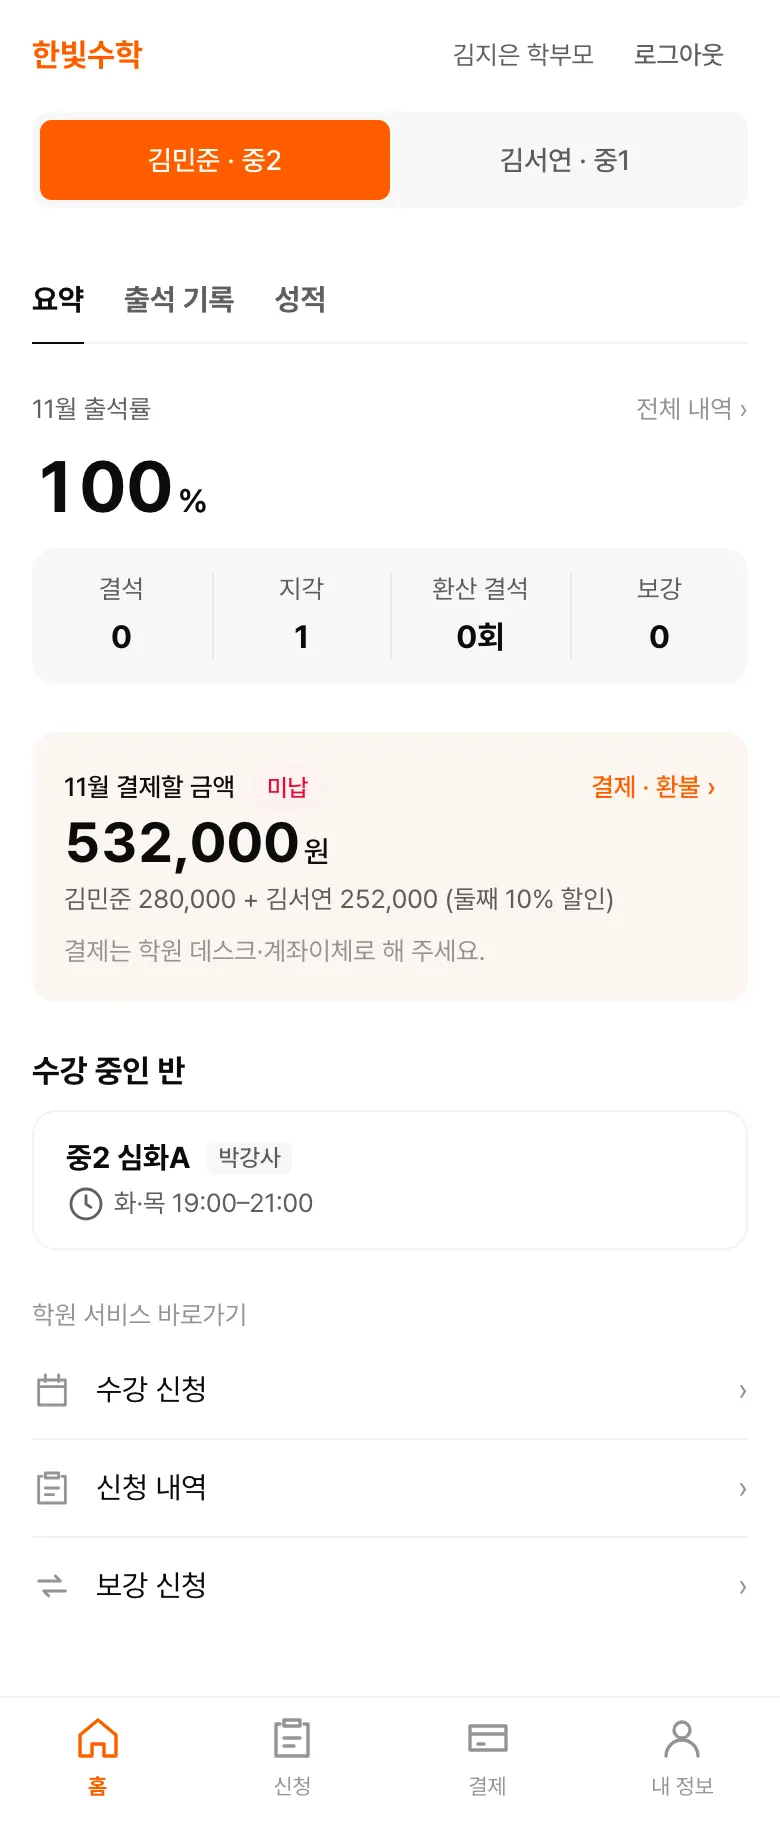 한빛수학 김지은 학부모 로그아웃
김민준 · 중2 김서연 · 중1
요약 출석 기록 성적
11월 출석률 전체 내역 ›
100%
결석 지각 환산 결석 보강
0 1 0회 0
11월 결제할 금액 미납 결제 · 환불 ›
532,000원
김민준 280,000 + 김서연 252,000 (둘째 10% 할인)
결제는 학원 데스크·계좌이체로 해 주세요.
수강 중인 반
중2 심화A 박강사
화·목 19:00–21:00
학원 서비스 바로가기
수강 신청 ›
신청 내역 ›
보강 신청 ›
홈 신청 결제 내 정보